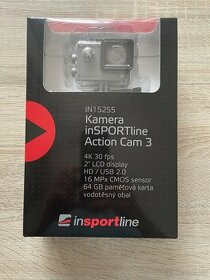 IN15255
Kamera
inSPORTline
Action Cam 3
4K 30 fps
2" LCD display
HD / USB 2.0
16 MPx CMOS sensor
64 GB paměťová karta
vodotěsný obal
insportline